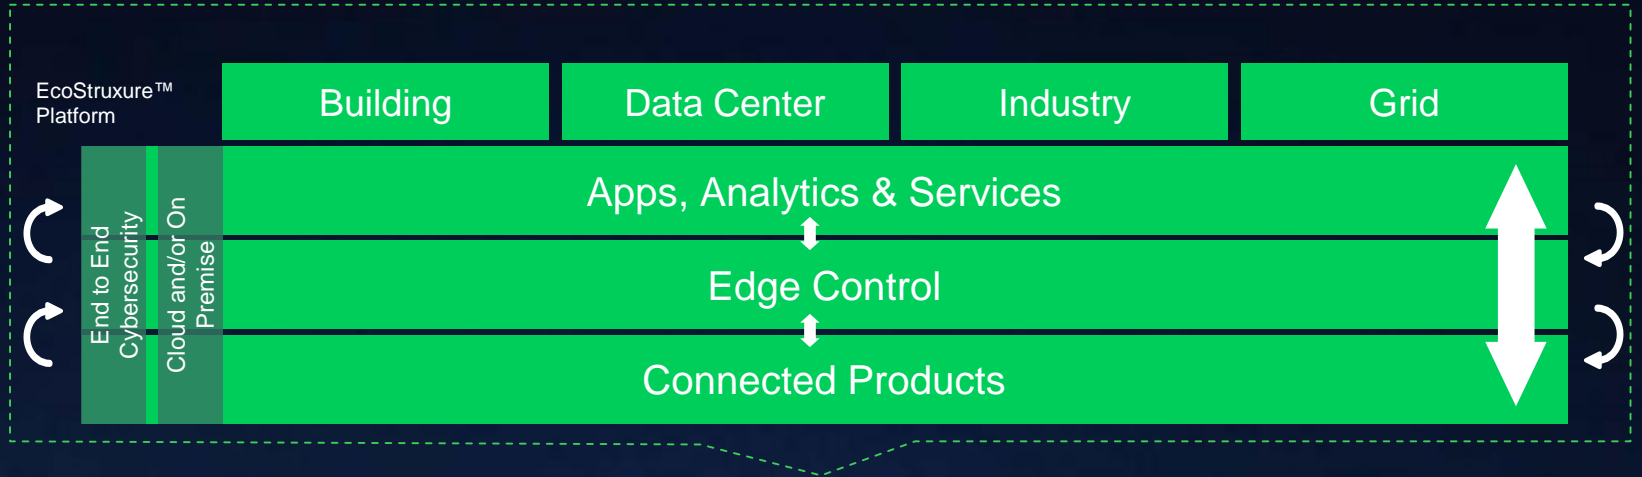 EcoStruxure™
Platform
Building
Data Center
Industry
Grid
End to End
Cybersecurity
Cloud and/or On
Premise
Apps, Analytics & Services
Edge Control
Connected Products